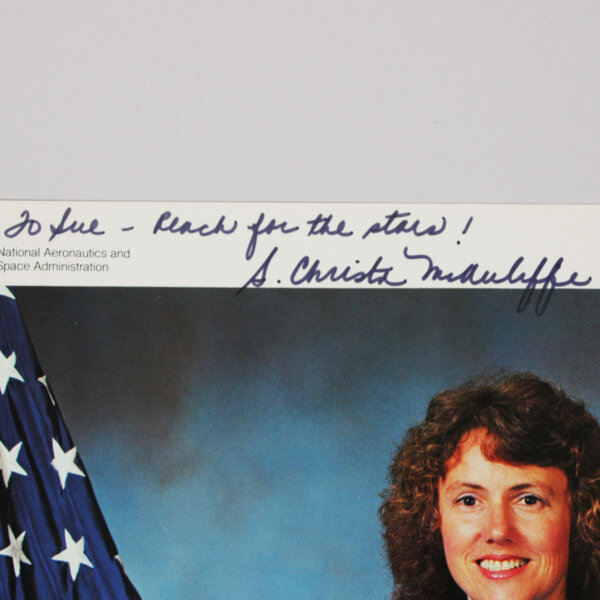 To Sue – Reach for the stars!
National Aeronautics and
Space Administration
S. Christa McAuliffe